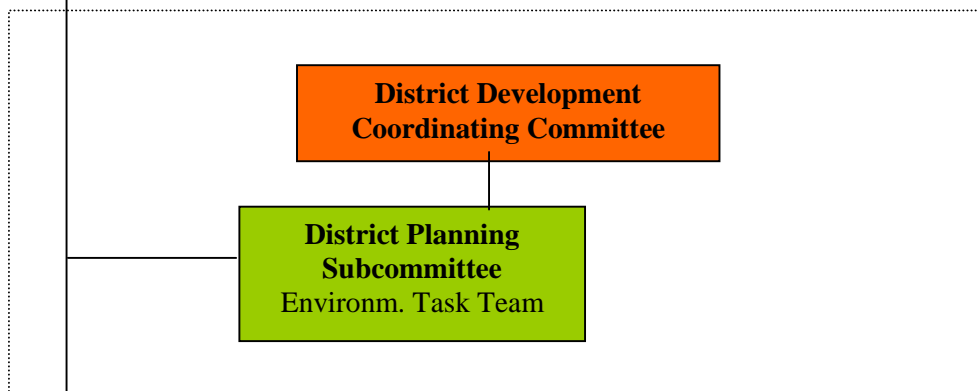 District Development
Coordinating Committee
District Planning
Subcommittee
Environm. Task Team